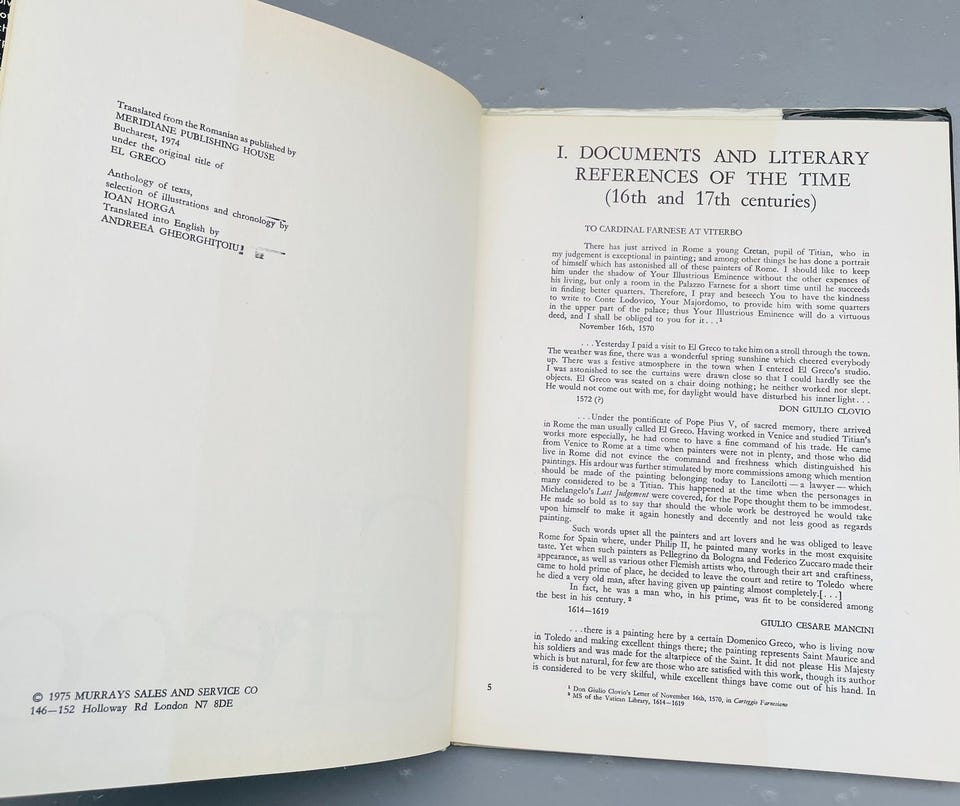 Translated from the Romanian as published by
MERIDIANE PUBLISHING HOUSE
Bucharest, 1974
under the original title of
EL GRECO
Anthology of texts,
selection of illustrations and chronology by
IOAN HORGA
Translated into English by
ANDREEA GHEORGHIŢOIU
© 1975 MURRAYS SALES AND SERVICE CO
146—152 Holloway Rd London N7 8DE
I. DOCUMENTS AND LITERARY
REFERENCES OF THE TIME
(16th and 17th centuries)
TO CARDINAL FARNESE AT VITERBO
There has just arrived in Rome a young Cretan, pupil of Titian, who in
my judgement is exceptional in painting; and among other things he has done a portrait
of himself which has astonished all of these painters of Rome. I should like to keep
him under the shadow of Your Illustrious Eminence without the other expenses of
his living, but only a room in the Palazzo Farnese for a short time until he succeeds
in finding better quarters. Therefore, I pray and beseech You to have the kindness
to write to Conte Lodovico, Your Majordomo, to provide him with some quarters
in the upper part of the palace; thus Your Illustrious Eminence will do a virtuous
deed, and I shall be obliged to you for it...¹
November 16th, 1570
...Yesterday I paid a visit to El Greco to take him on a stroll through the town.
The weather was fine, there was a wonderful spring sunshine which cheered everybody
up. There was a festive atmosphere in the town when I entered El Greco's studio.
I was astonished to see the curtains were drawn close so that I could hardly see the
objects. El Greco was seated on a chair doing nothing; he neither worked nor slept.
He would not come out with me, for daylight would have disturbed his inner light...
1572 (?)
DON GIULIO CLOVIO
...Under the pontificate of Pope Pius V, of sacred memory, there arrived
in Rome the man usually called El Greco. Having worked in Venice and studied Titian's
works more especially, he had come to have a fine command of his trade. He came
from Venice to Rome at a time when painters were not in plenty, and those who did
live in Rome did not evince the command and freshness which distinguished his
paintings. His ardour was further stimulated by more commissions among which mention
should be made of the painting belonging today to Lancilotti — a lawyer — which
many considered to be a Titian. This happened at the time when the personages in
Michelangelo's Last Judgement were covered, for the Pope thought them to be immodest.
He made so bold as to say that should the whole work be destroyed he would take
upon himself to make it again honestly and decently and not less good as regards
painting.
Such words upset all the painters and art lovers and he was obliged to leave
Rome for Spain where, under Philip II, he painted many works in the most exquisite
taste. Yet when such painters as Pellegrino da Bologna and Federico Zuccaro made their
appearance, as well as various other Flemish artists who, through their art and craftiness,
came to hold prime of place, he decided to leave the court and retire to Toledo where
he died a very old man, after having given up painting almost completely.[...]
In fact, he was a man who, in his prime, was fit to be considered among
the best in his century. ²
1614—1619
GIULIO CESARE MANCINI
...there is a painting here by a certain Domenico Greco, who is living now
in Toledo and making excellent things there; the painting represents Saint Maurice and
his soldiers and was made for the altarpiece of the Saint. It did not please His Majesty
which is but natural, for few are those who are satisfied with this work, though its author
is considered to be very skilful, while excellent things have come out of his hand. In
¹ Don Giulio Clovio's Letter of November 16th, 1570, in Carteggio Farnesiano
² MS of the Vatican Library, 1614—1619
5